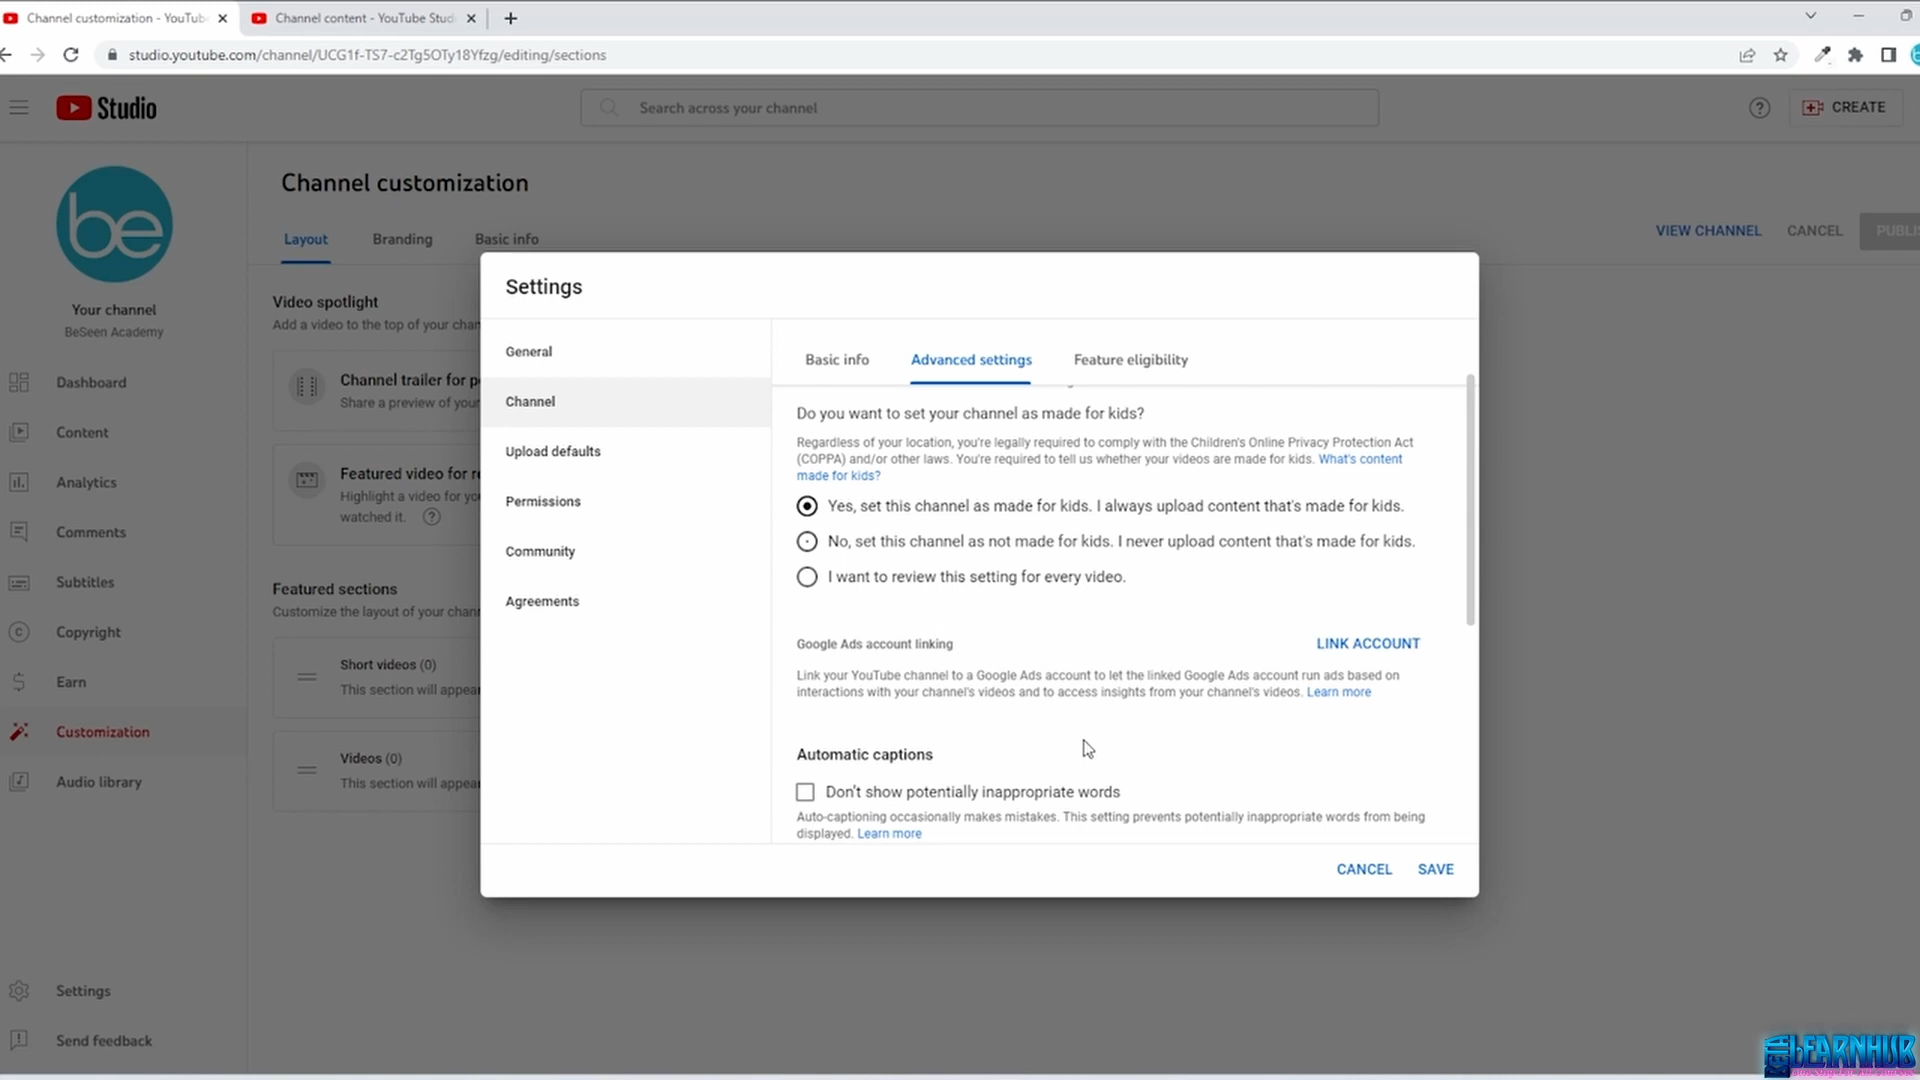 Channel customization - YouTub
Channel content - YouTube Studi
studio.youtube.com/channel/UCG1f-TS7-c2Tg5OTy18Yfzg/editing/sections
Studio
Search across your channel
CREATE
be
Your channel
BeSeen Academy
Dashboard
Content
Analytics
Comments
Subtitles
Copyright
Earn
Customization
Audio library
Settings
Send feedback
Channel customization
Layout
Branding
Basic info
VIEW CHANNEL
CANCEL
PUBLIS
Video spotlight
Add a video to the top of your chan
Channel trailer for p
Share a preview of your
Featured video for re
Highlight a video for yo
watched it.
Featured sections
Customize the layout of your chann
Short videos (0)
This section will appear
Videos (0)
This section will appear
Settings
General
Channel
Upload defaults
Permissions
Community
Agreements
Basic info
Advanced settings
Feature eligibility
Do you want to set your channel as made for kids?
Regardless of your location, you're legally required to comply with the Children's Online Privacy Protection Act
(COPPA) and/or other laws. You're required to tell us whether your videos are made for kids. What's content
made for kids?
Yes, set this channel as made for kids. I always upload content that's made for kids.
No, set this channel as not made for kids. I never upload content that's made for kids.
I want to review this setting for every video.
Google Ads account linking
LINK ACCOUNT
Link your YouTube channel to a Google Ads account to let the linked Google Ads account run ads based on
interactions with your channel's videos and to access insights from your channel's videos. Learn more
Automatic captions
Don't show potentially inappropriate words
Auto-captioning occasionally makes mistakes. This setting prevents potentially inappropriate words from being
displayed. Learn more
CANCEL
SAVE
LEARNHUB